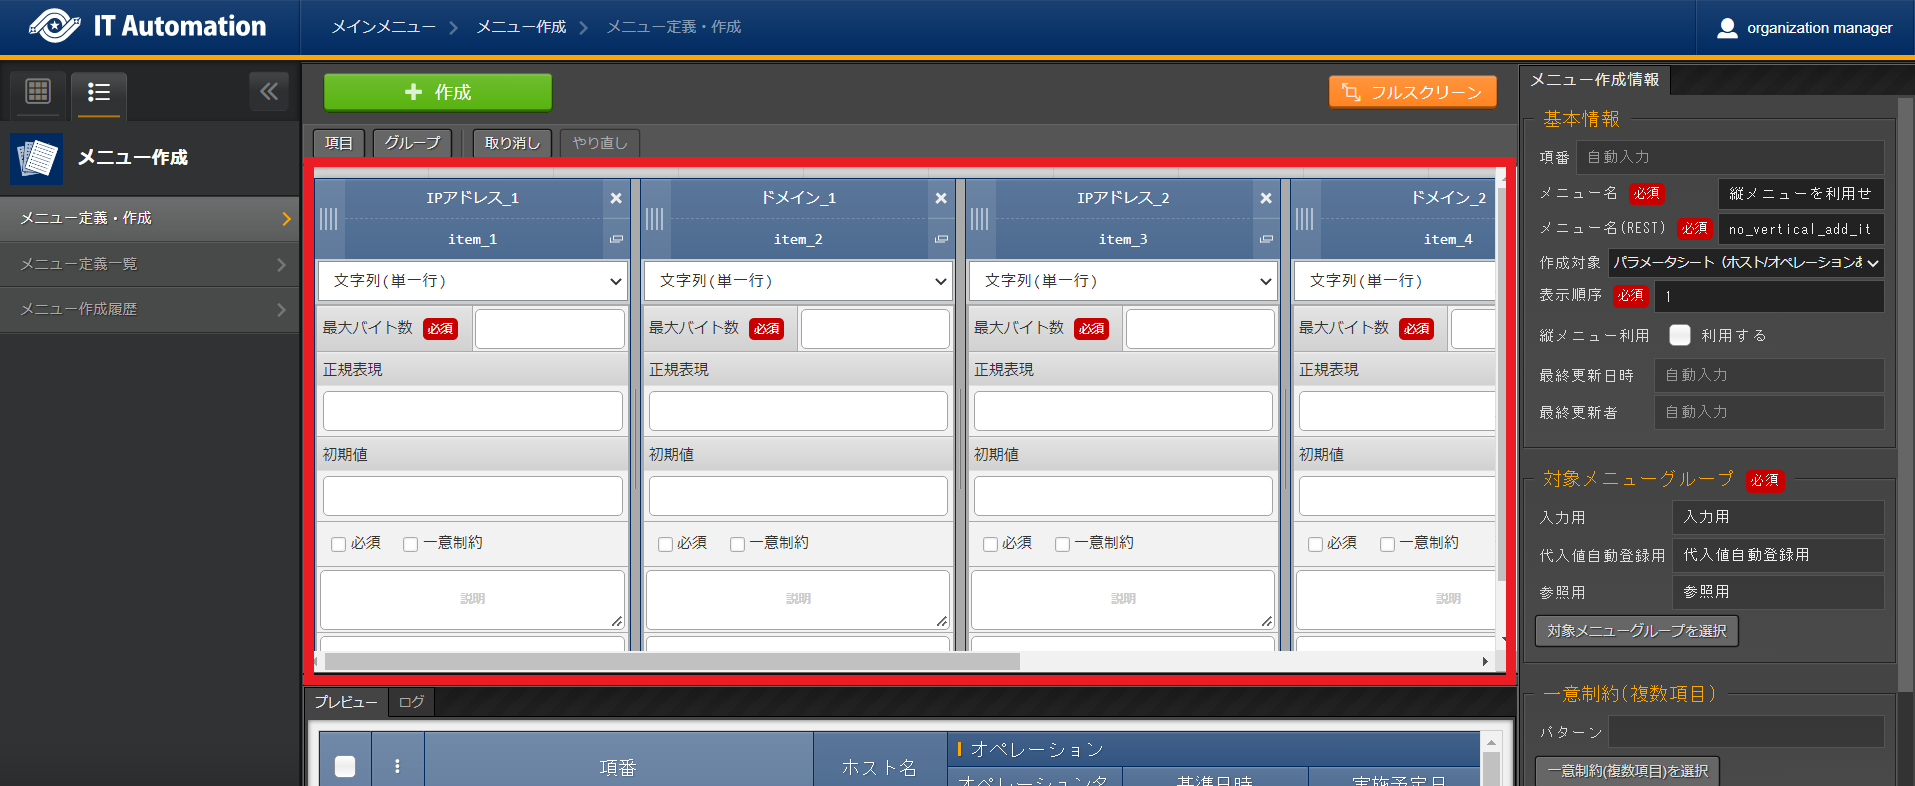 IT Automation
メインメニュー
メニュー作成
メニュー定義・作成
organization manager
メニュー作成
メニュー定義・作成
メニュー定義一覧
メニュー作成履歴
作成
フルスクリーン
項目
グループ
取り消し
やり直し
IPアドレス_1
item_1
文字列(単一行)
最大バイト数 必須
正規表現
初期値
必須 一意制約
説明
ドメイン_1
item_2
文字列(単一行)
最大バイト数 必須
正規表現
初期値
必須 一意制約
説明
IPアドレス_2
item_3
文字列(単一行)
最大バイト数 必須
正規表現
初期値
必須 一意制約
説明
ドメイン_2
item_4
文字列(単一行)
最大バイト数 必須
正規表現
初期値
必須 一意制約
説明
プレビュー
ログ
項番
ホスト名
オペレーション
オペレーション名
基準日時
実施予定日
メニュー作成情報
基本情報
項番 自動入力
メニュー名 必須 縦メニューを利用せ
メニュー名(REST) 必須 no_vertical_add_it
作成対象 パラメータシート（ホスト/オペレーションあ
表示順序 必須 1
縦メニュー利用 利用する
最終更新日時 自動入力
最終更新者 自動入力
対象メニューグループ 必須
入力用 入力用
代入値自動登録用 代入値自動登録用
参照用 参照用
対象メニューグループを選択
一意制約(複数項目)
パターン
一意制約(複数項目)を選択